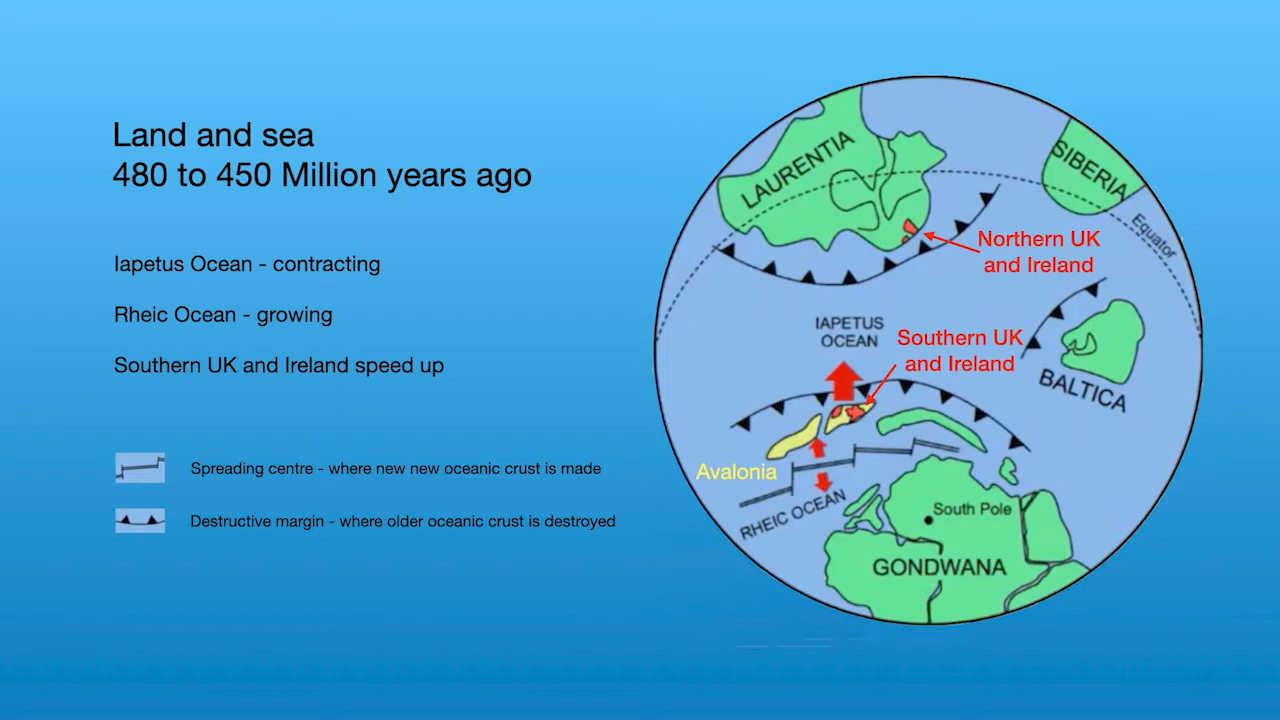 Land and sea
480 to 450 Million years ago
Iapetus Ocean - contracting
Rheic Ocean - growing
Southern UK and Ireland speed up
Spreading centre - where new new oceanic crust is made
Destructive margin - where older oceanic crust is destroyed
LAURENTIA
SIBERIA
Equator
Northern UK
and Ireland
IAPETUS
OCEAN
Southern UK
and Ireland
BALTICA
Avalonia
RHEIC OCEAN
South Pole
GONDWANA